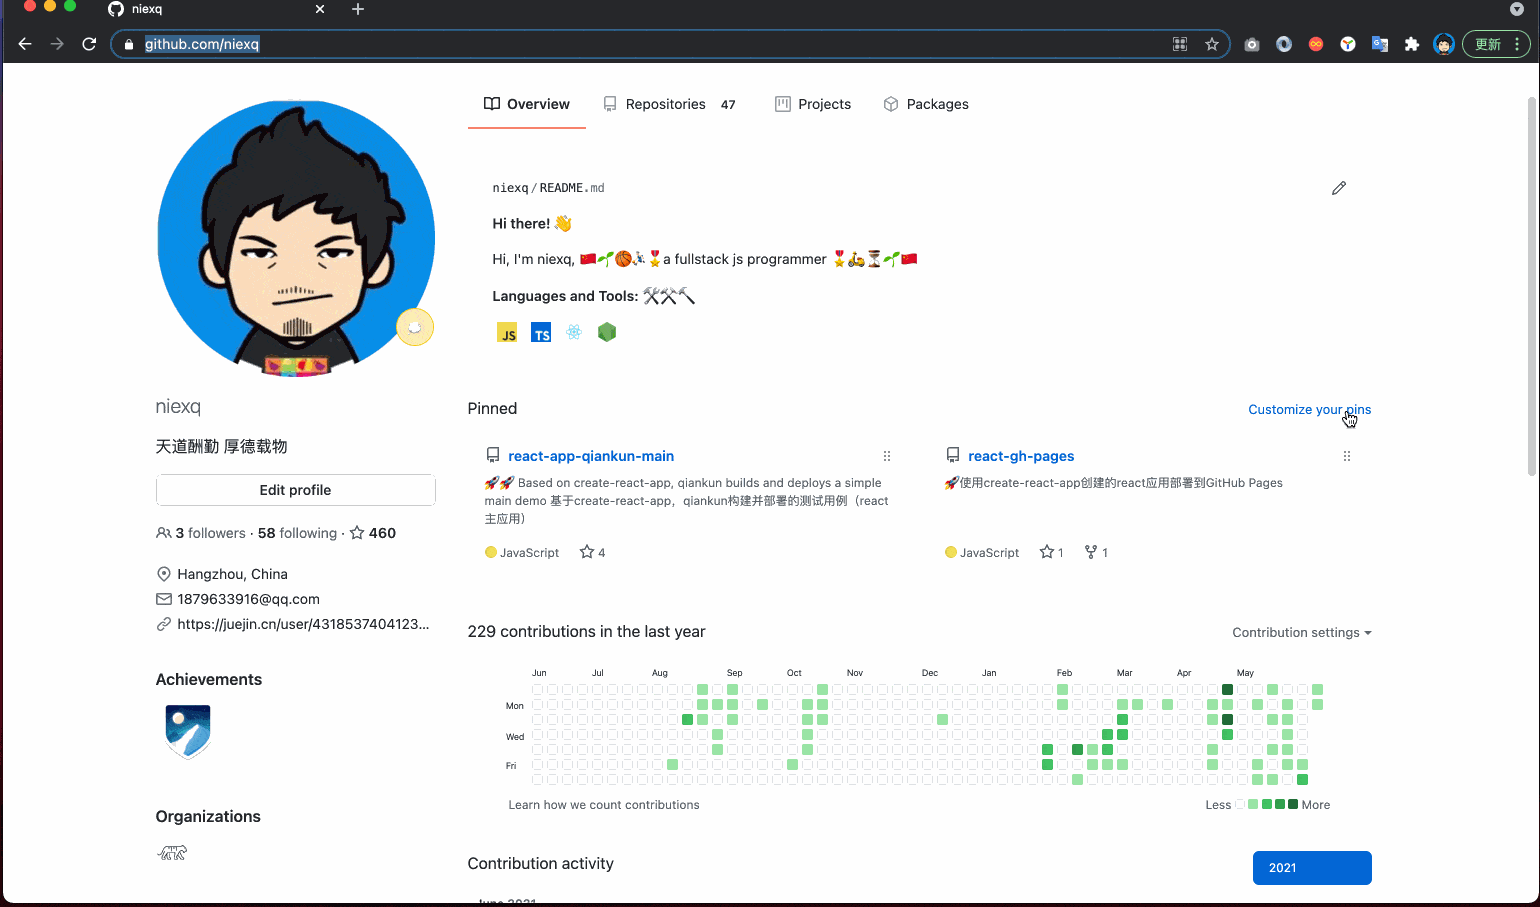 niexq
github.com/niexq
更新
Overview
Repositories 47
Projects
Packages
niexq/README.md
Hi there! 👋
Hi, I'm niexq, 🇨🇳🌱🏀⛹🎖a fullstack js programmer 🎖🛵⏳🌱🇨🇳
Languages and Tools: 🛠⚒🔨
JS TS
niexq
天道酬勤 厚德载物
Edit profile
3 followers · 58 following · 460
Hangzhou, China
1879633916@qq.com
https://juejin.cn/user/4318537404123...
Achievements
Organizations
Pinned
Customize your pins
react-app-qiankun-main
🚀🚀 Based on create-react-app, qiankun builds and deploys a simple
main demo 基于create-react-app，qiankun构建并部署的测试用例（react
主应用）
JavaScript 4
react-gh-pages
🚀使用create-react-app创建的react应用部署到GitHub Pages
JavaScript 1 1
229 contributions in the last year
Contribution settings
Jun Jul Aug Sep Oct Nov Dec Jan Feb Mar Apr May
Mon
Wed
Fri
Learn how we count contributions
Less More
Contribution activity
2021
June 2021